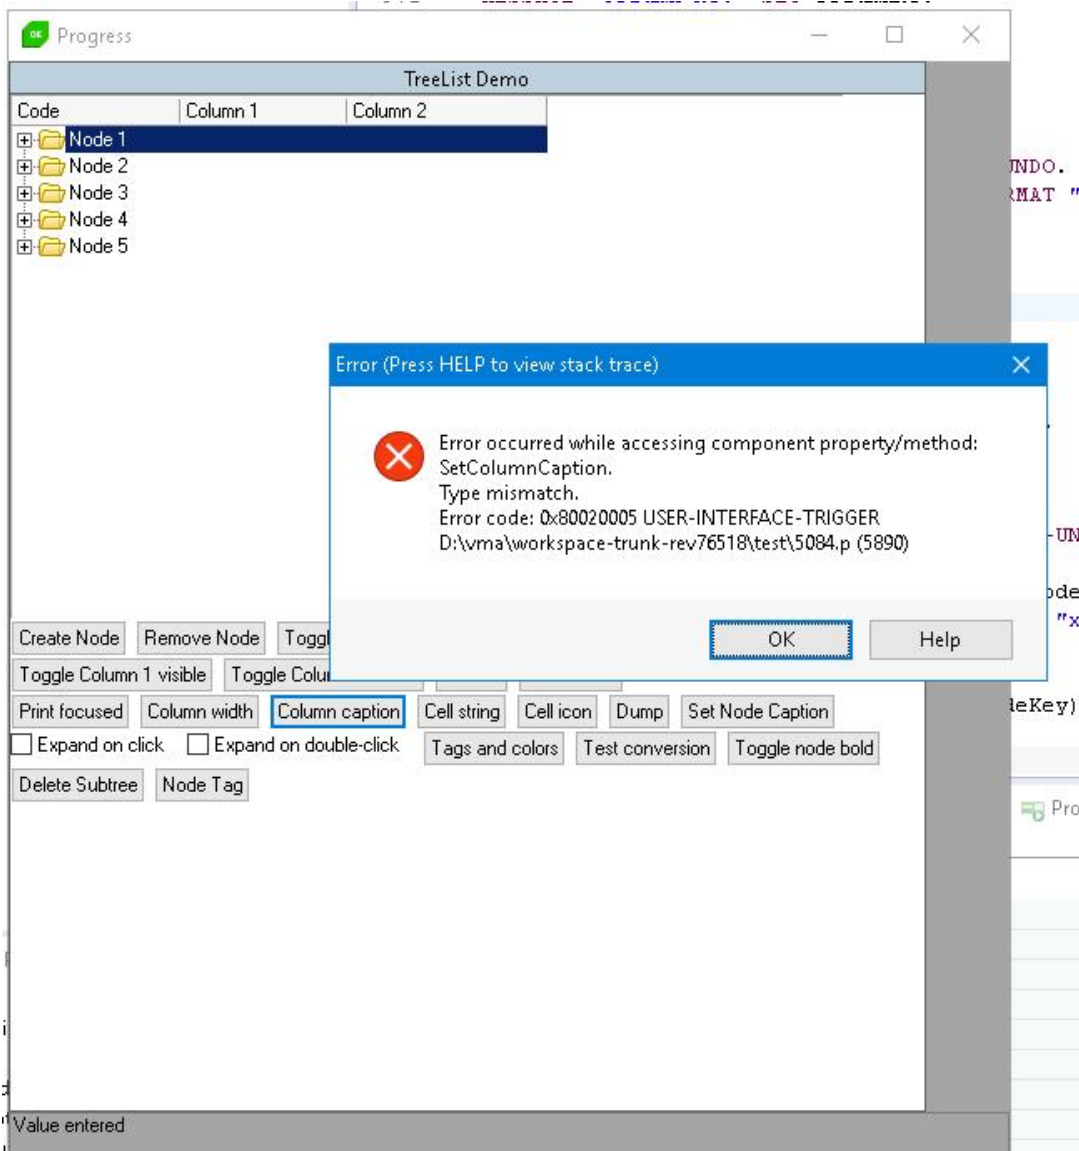 Progress
TreeList Demo
Code Column 1 Column 2
Node 1
Node 2
Node 3
Node 4
Node 5
Error (Press HELP to view stack trace)
Error occurred while accessing component property/method:
SetColumnCaption.
Type mismatch.
Error code: 0x80020005 USER-INTERFACE-TRIGGER
D:\vma\workspace-trunk-rev76518\test\5084.p (5890)
OK Help
Create Node Remove Node Toggl
Toggle Column 1 visible Toggle Colu
Print focused Column width Column caption Cell string Cell icon Dump Set Node Caption
Expand on click Expand on double-click Tags and colors Test conversion Toggle node bold
Delete Subtree Node Tag
Value entered
NDO.
MAT "
-UN
ode
"x
eKey)
Pro